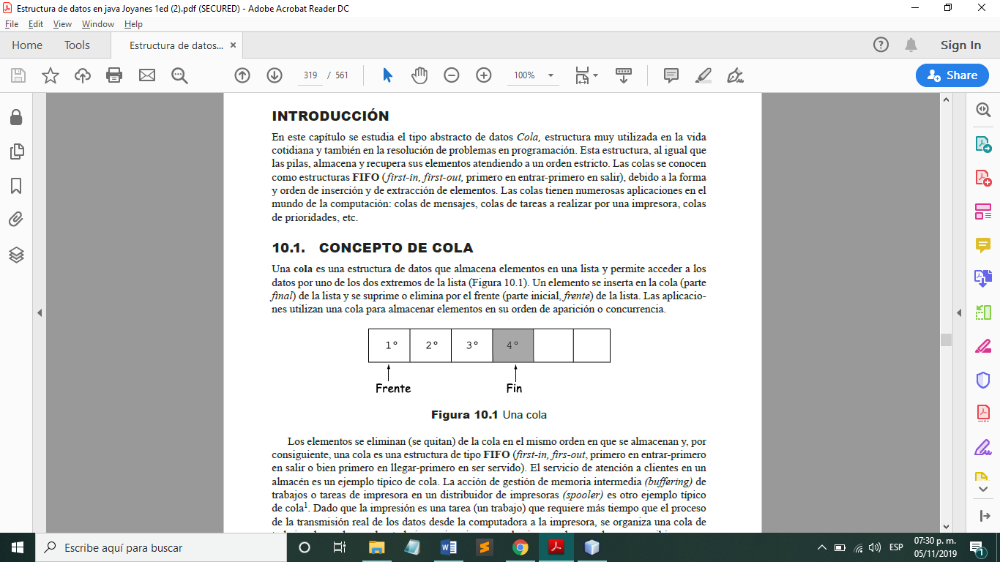 Estructura de datos en java Joyanes 1ed (2).pdf (SECURED) - Adobe Acrobat Reader DC
File Edit View Window Help
Home Tools Estructura de datos... × Sign In
319 / 561 100% Share
INTRODUCCIÓN
En este capítulo se estudia el tipo abstracto de datos Cola, estructura muy utilizada en la vida
cotidiana y también en la resolución de problemas en programación. Esta estructura, al igual que
las pilas, almacena y recupera sus elementos atendiendo a un orden estricto. Las colas se conocen
como estructuras FIFO (first-in, first-out, primero en entrar-primero en salir), debido a la forma
y orden de inserción y de extracción de elementos. Las colas tienen numerosas aplicaciones en el
mundo de la computación: colas de mensajes, colas de tareas a realizar por una impresora, colas
de prioridades, etc.
10.1. CONCEPTO DE COLA
Una cola es una estructura de datos que almacena elementos en una lista y permite acceder a los
datos por uno de los dos extremos de la lista (Figura 10.1). Un elemento se inserta en la cola (parte
final) de la lista y se suprime o elimina por el frente (parte inicial, frente) de la lista. Las aplicacio-
nes utilizan una cola para almacenar elementos en su orden de aparición o concurrencia.
1º 2º 3º 4º
Frente Fin
Figura 10.1 Una cola
Los elementos se eliminan (se quitan) de la cola en el mismo orden en que se almacenan y, por
consiguiente, una cola es una estructura de tipo FIFO (first-in, firs-out, primero en entrar-primero
en salir o bien primero en llegar-primero en ser servido). El servicio de atención a clientes en un
almacén es un ejemplo típico de cola. La acción de gestión de memoria intermedia (buffering) de
trabajos o tareas de impresora en un distribuidor de impresoras (spooler) es otro ejemplo típico
de cola1. Dado que la impresión es una tarea (un trabajo) que requiere más tiempo que el proceso
de la transmisión real de los datos desde la computadora a la impresora, se organiza una cola de
Escribe aquí para buscar
ESP
07:30 p. m.
05/11/2019
1